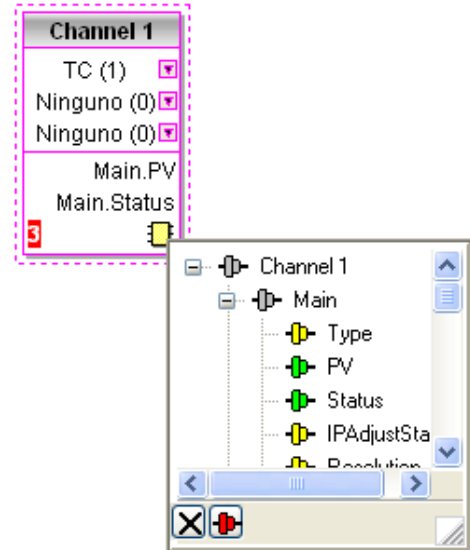 Channel 1
TC (1)
Ninguno (0)
Ninguno (0)
Main.PV
Main.Status
3
Channel 1
Main
Type
PV
Status
IPAdjustSta
Resolution